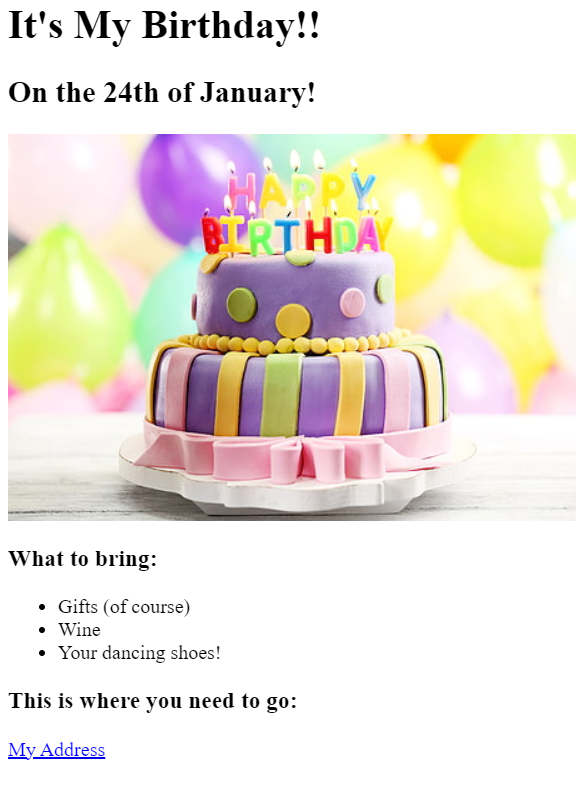 It's My Birthday!!
On the 24th of January!
HAPPY
BIRTHDAY
What to bring:
Gifts (of course)
Wine
Your dancing shoes!
This is where you need to go:
My Address